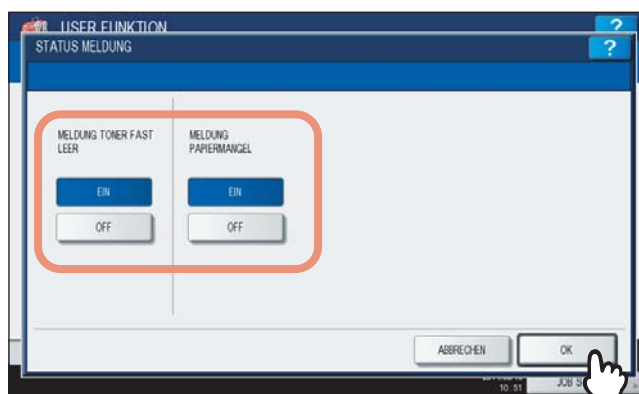 USER FUNKTION
?
STATUS MELDUNG
?
MELDUNG TONER FAST
LEER
MELDUNG
PAPIERMANGEL
EIN
EIN
OFF
OFF
ABBRECHEN
OK
10:51
JOB S